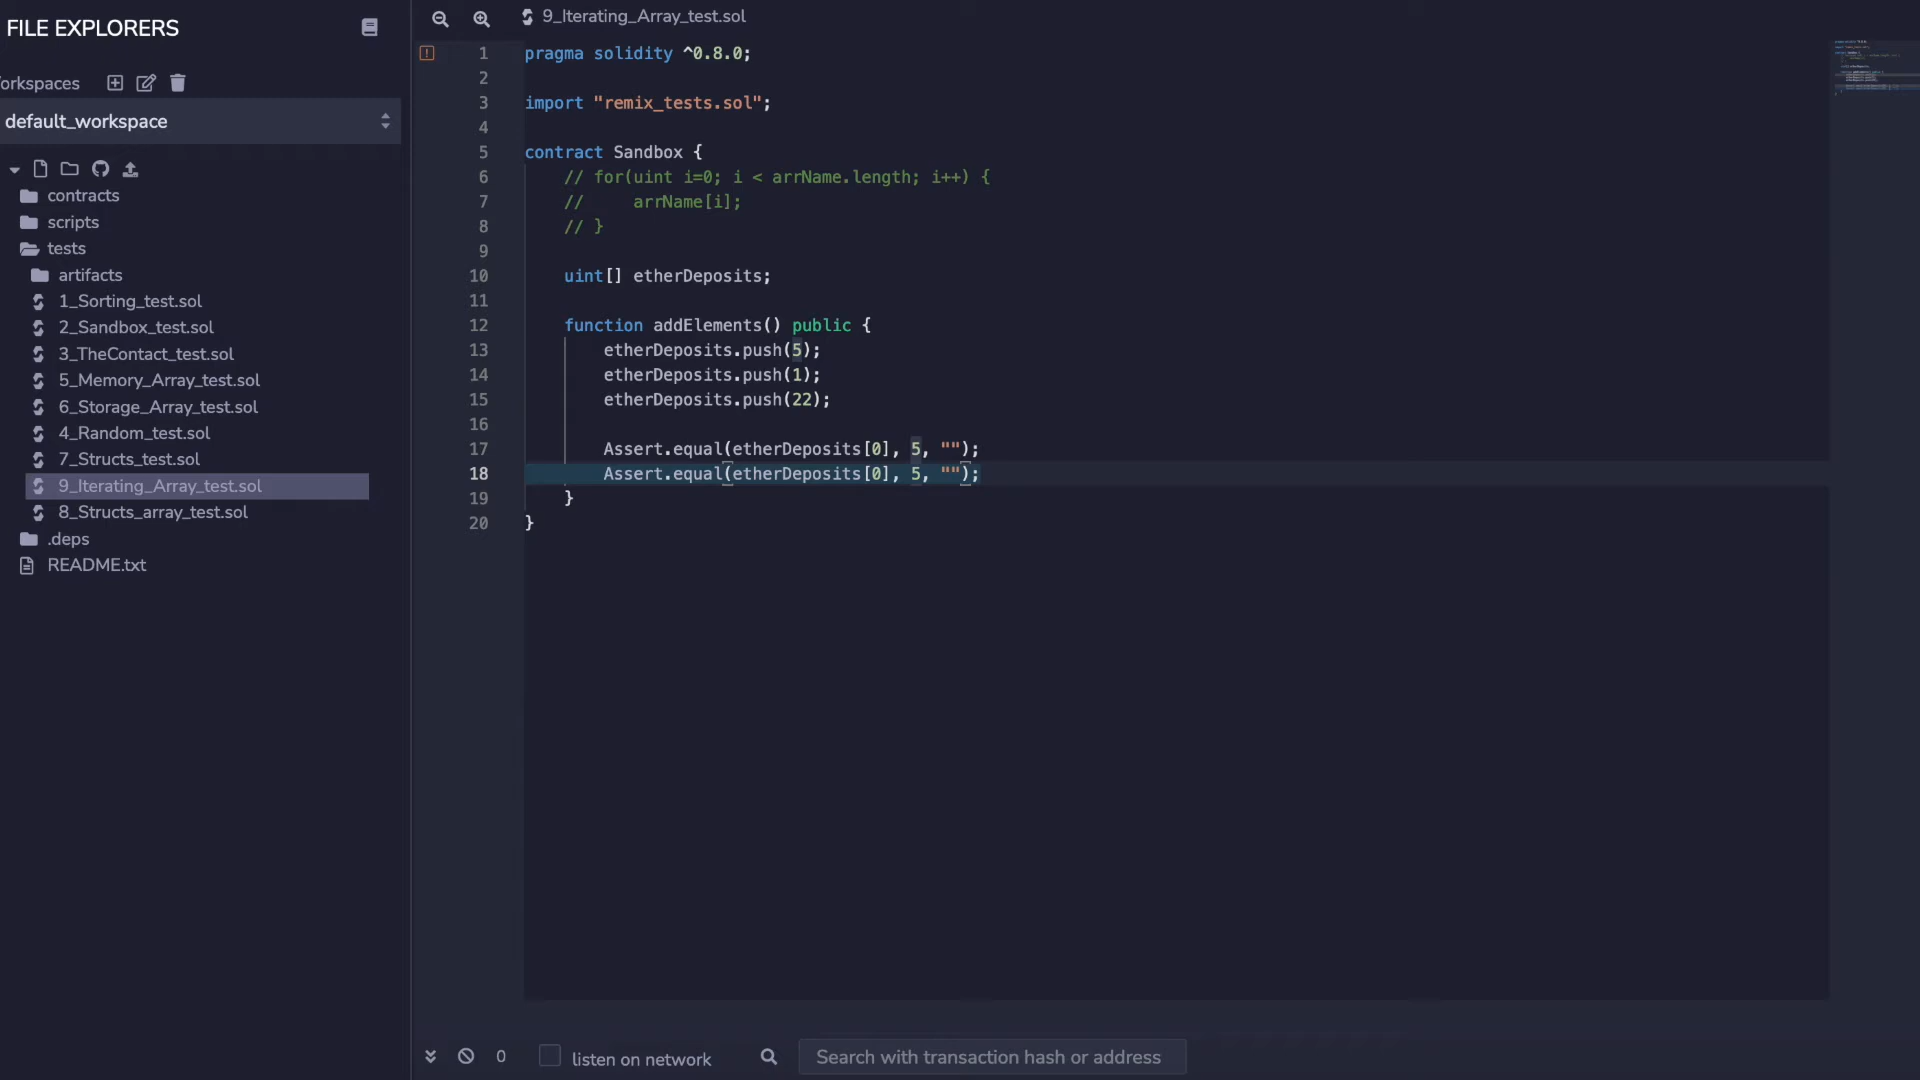 FILE EXPLORERS
orkspaces
default_workspace
contracts
scripts
tests
artifacts
1_Sorting_test.sol
2_Sandbox_test.sol
3_TheContact_test.sol
5_Memory_Array_test.sol
6_Storage_Array_test.sol
4_Random_test.sol
7_Structs_test.sol
9_Iterating_Array_test.sol
8_Structs_array_test.sol
.deps
README.txt
9_Iterating_Array_test.sol
1 pragma solidity ^0.8.0;
2
3 import "remix_tests.sol";
4
5 contract Sandbox {
6 // for(uint i=0; i < arrName.length; i++) {
7 //     arrName[i];
8 // }
9
10 uint[] etherDeposits;
11
12 function addElements() public {
13 etherDeposits.push(5);
14 etherDeposits.push(1);
15 etherDeposits.push(22);
16
17 Assert.equal(etherDeposits[0], 5, "");
18 Assert.equal(etherDeposits[0], 5, "");
19 }
20 }
0 listen on network Search with transaction hash or address